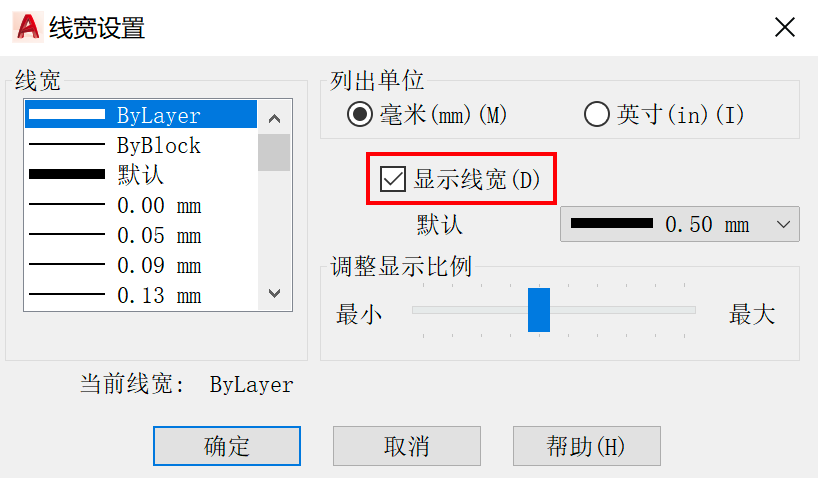 线宽设置
线宽
ByLayer
ByBlock
默认
0.00 mm
0.05 mm
0.09 mm
0.13 mm
列出单位
毫米(mm)(M)
英寸(in)(I)
显示线宽(D)
默认
0.50 mm
调整显示比例
最小
最大
当前线宽: ByLayer
确定
取消
帮助(H)